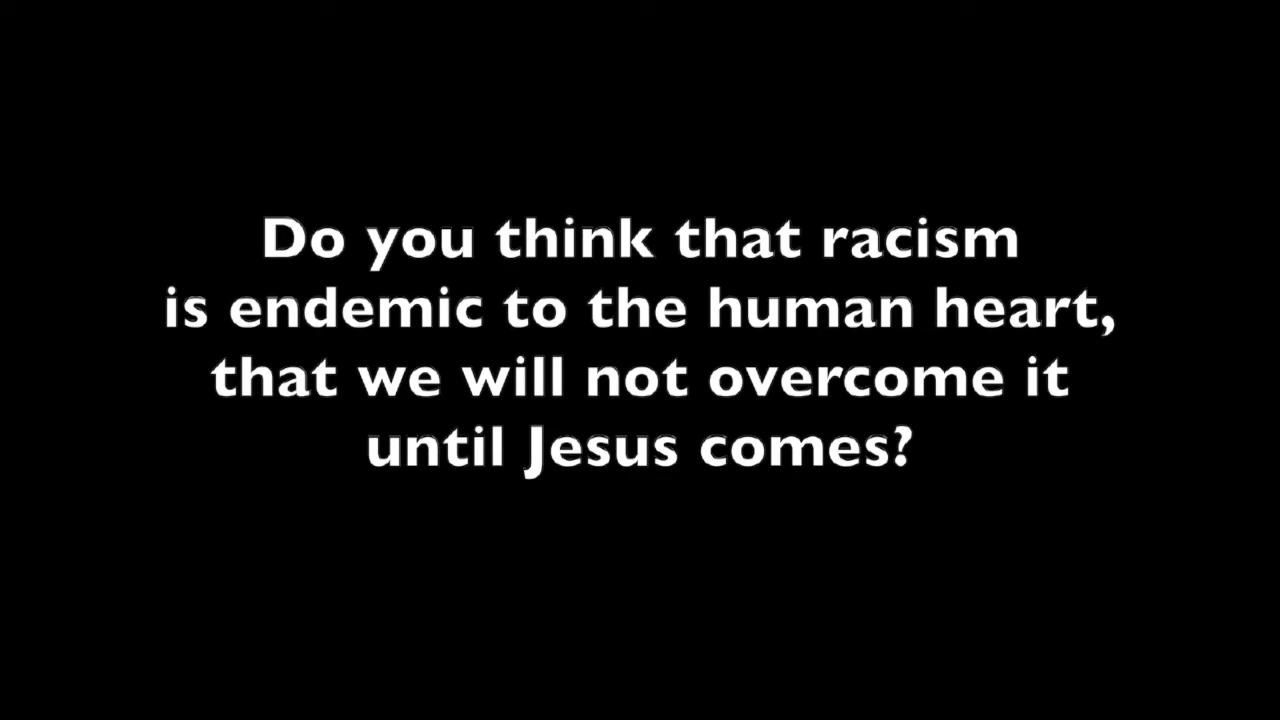 Do you think that racism
is endemic to the human heart,
that we will not overcome it
until Jesus comes?